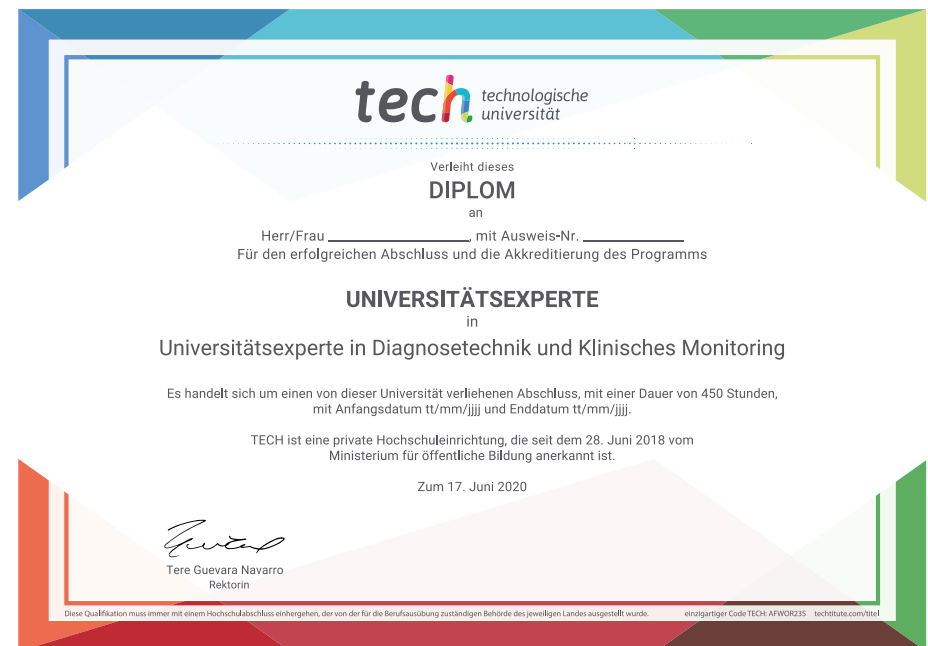 tech technologische
universität
Verleiht dieses
DIPLOM
an
Herr/Frau ____________, mit Ausweis-Nr. ____________
Für den erfolgreichen Abschluss und die Akkreditierung des Programms
UNIVERSITÄTSEXPERTE
in
Universitätsexperte in Diagnosetechnik und Klinisches Monitoring
Es handelt sich um einen von dieser Universität verliehenen Abschluss, mit einer Dauer von 450 Stunden,
mit Anfangsdatum tt/mm/jjjj und Enddatum tt/mm/jjjj.
TECH ist eine private Hochschuleinrichtung, die seit dem 28. Juni 2018 vom
Ministerium für öffentliche Bildung anerkannt ist.
Zum 17. Juni 2020
Tere Guevara Navarro
Rektorin
Diese Qualifikation muss immer mit einem Hochschulabschluss einhergehen, der von der für die Berufsausübung zuständigen Behörde des jeweiligen Landes ausgestellt wurde. einzigartiger Code TECH: AFWOR23S techtitute.com/titel